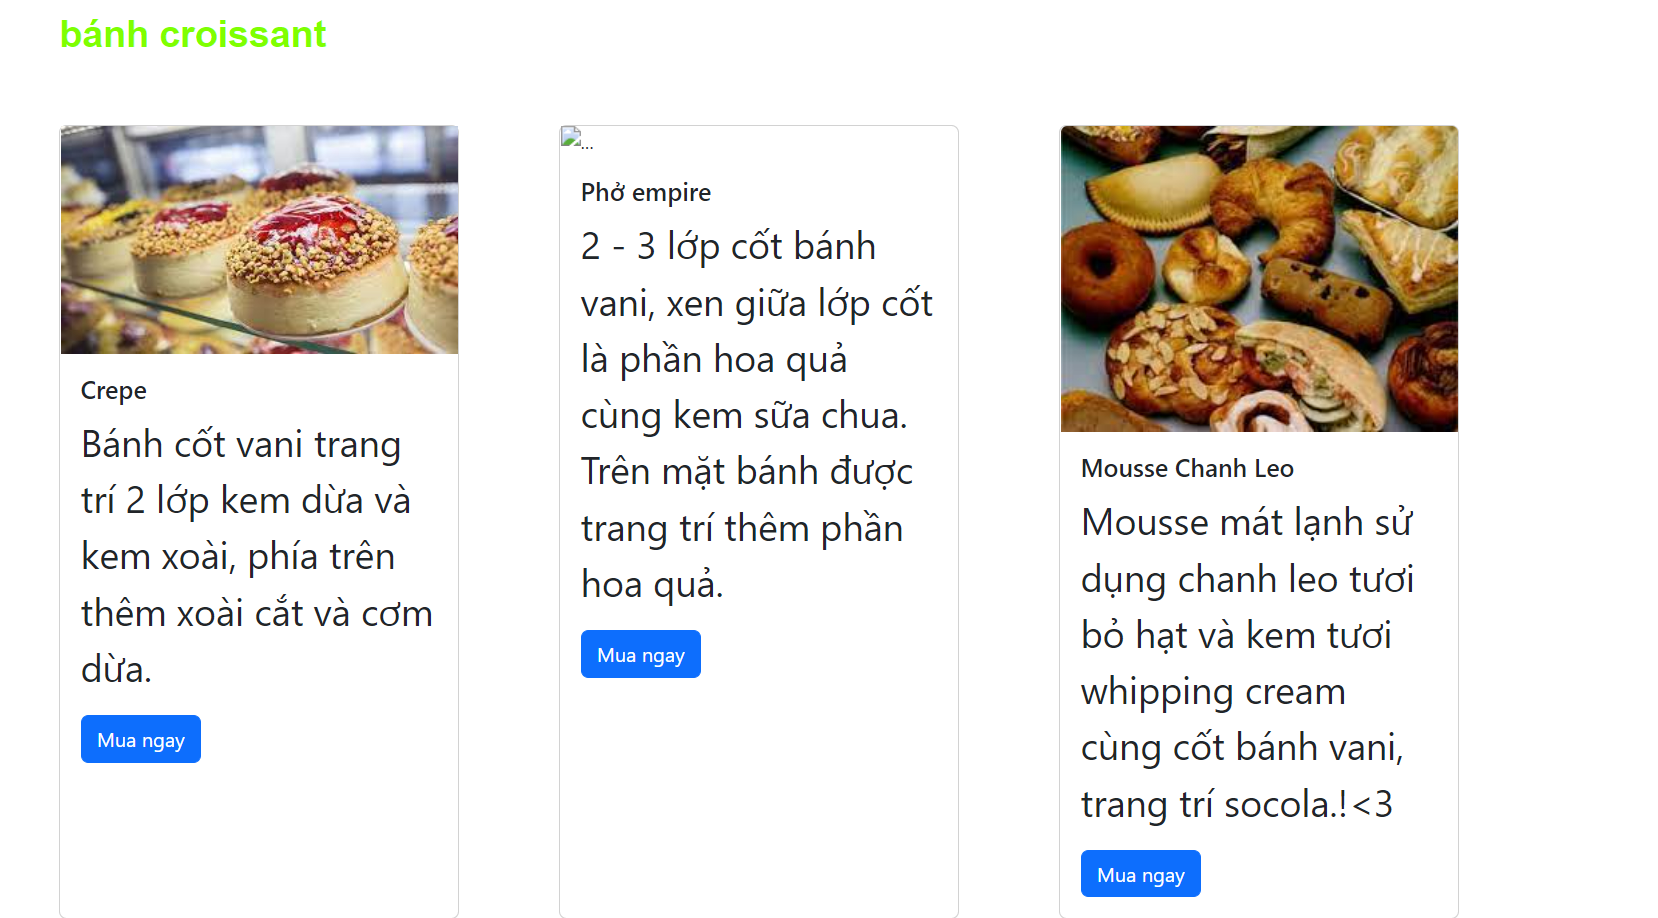 bánh croissant
Crepe
Bánh cốt vani trang
trí 2 lớp kem dừa và
kem xoài, phía trên
thêm xoài cắt và cơm
dừa.
Mua ngay
...
Phở empire
2 - 3 lớp cốt bánh
vani, xen giữa lớp cốt
là phần hoa quả
cùng kem sữa chua.
Trên mặt bánh được
trang trí thêm phần
hoa quả.
Mua ngay
Mousse Chanh Leo
Mousse mát lạnh sử
dụng chanh leo tươi
bỏ hạt và kem tươi
whipping cream
cùng cốt bánh vani,
trang trí socola.!<3
Mua ngay